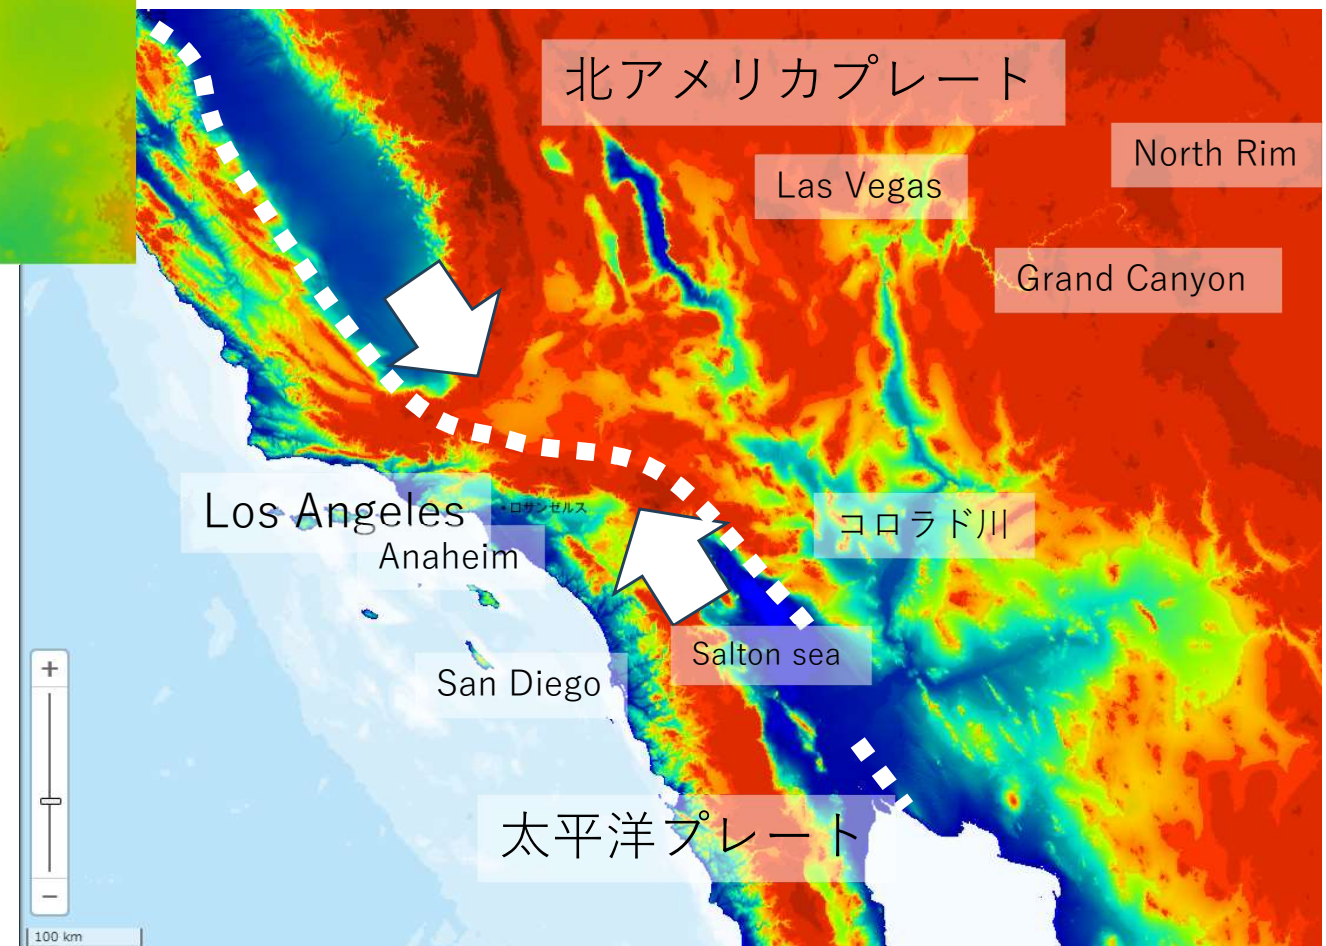 北アメリカプレート
North Rim
Las Vegas
Grand Canyon
Los Angeles
・ロサンゼルス
コロラド川
Anaheim
Salton sea
San Diego
太平洋プレート
+
−
100 km